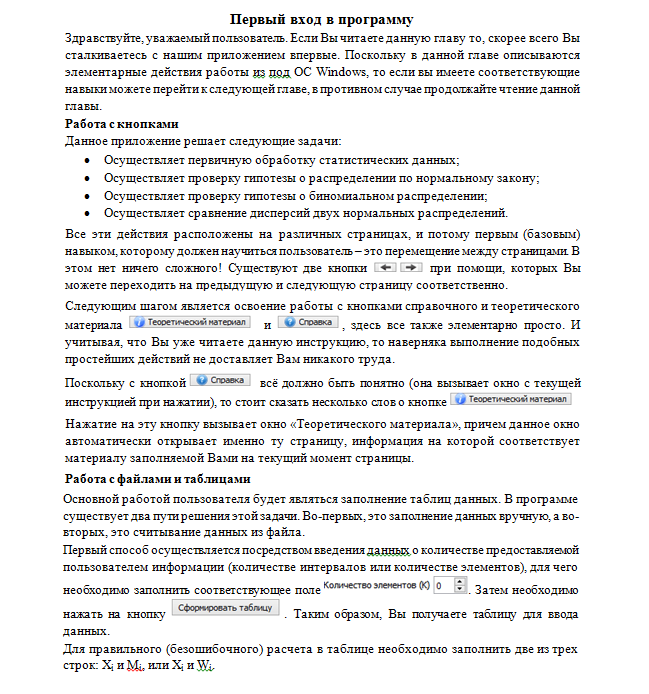 Первый вход в программу
Здравствуйте, уважаемый пользователь. Если Вы читаете данную главу то, скорее всего Вы
сталкиваетесь с нашим приложением впервые. Поскольку в данной главе описываются
элементарные действия работы из под ОС Windows, то если вы имеете соответствующие
навыки можете перейти к следующей главе, в противном случае продолжайте чтение данной
главы.
Работа с кнопками
Данное приложение решает следующие задачи:
• Осуществляет первичную обработку статистических данных;
• Осуществляет проверку гипотезы о распределении по нормальному закону;
• Осуществляет проверку гипотезы о биномиальном распределении;
• Осуществляет сравнение дисперсий двух нормальных распределений.
Все эти действия расположены на различных страницах, и потому первым (базовым)
навыком, которому должен научиться пользователь – это перемещение между страницами. В
этом нет ничего сложного! Существуют две кнопки ← → при помощи, которых Вы
можете переходить на предыдущую и следующую страницу соответственно.
Следующим шагом является освоение работы с кнопками справочного и теоретического
материала Теоретический материал и Справка , здесь все также элементарно просто. И
учитывая, что Вы уже читаете данную инструкцию, то наверняка выполнение подобных
простейших действий не доставляет Вам никакого труда.
Поскольку с кнопкой Справка всё должно быть понятно (она вызывает окно с текущей
инструкцией при нажатии), то стоит сказать несколько слов о кнопке Теоретический материал
Нажатие на эту кнопку вызывает окно «Теоретического материала», причем данное окно
автоматически открывает именно ту страницу, информация на которой соответствует
материалу заполняемой Вами на текущий момент страницы.
Работа с файлами и таблицами
Основной работой пользователя будет являться заполнение таблиц данных. В программе
существует два пути решения этой задачи. Во-первых, это заполнение данных вручную, а во-
вторых, это считывание данных из файла.
Первый способ осуществляется посредством введения данных о количестве предоставляемой
пользователем информации (количестве интервалов или количестве элементов), для чего
необходимо заполнить соответствующее поле Количество элементов (K) 0 . Затем необходимо
нажать на кнопку Сформировать таблицу . Таким образом, Вы получаете таблицу для ввода
данных.
Для правильного (безошибочного) расчета в таблице необходимо заполнить две из трех
строк: Xi и Mi, или Xi и Wi.